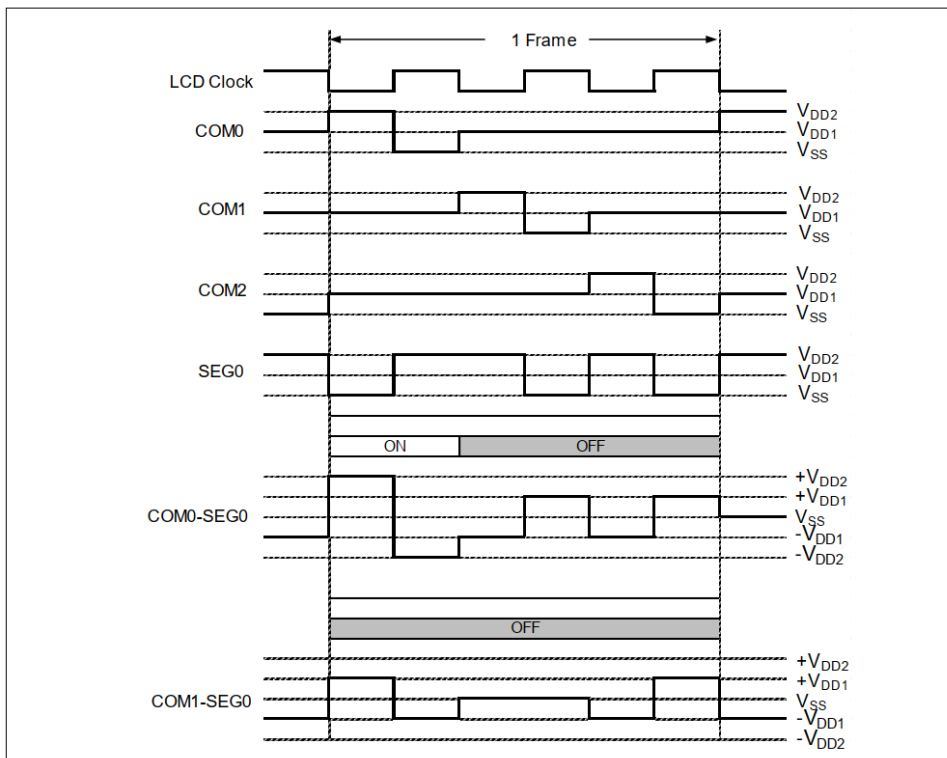 1 Frame
LCD Clock
COM0
VDD2
VDD1
VSS
COM1
VDD2
VDD1
VSS
COM2
VDD2
VDD1
VSS
SEG0
VDD2
VDD1
VSS
ON OFF
COM0-SEG0
+VDD2
+VDD1
VSS
-VDD1
-VDD2
OFF
COM1-SEG0
+VDD2
+VDD1
VSS
-VDD1
-VDD2